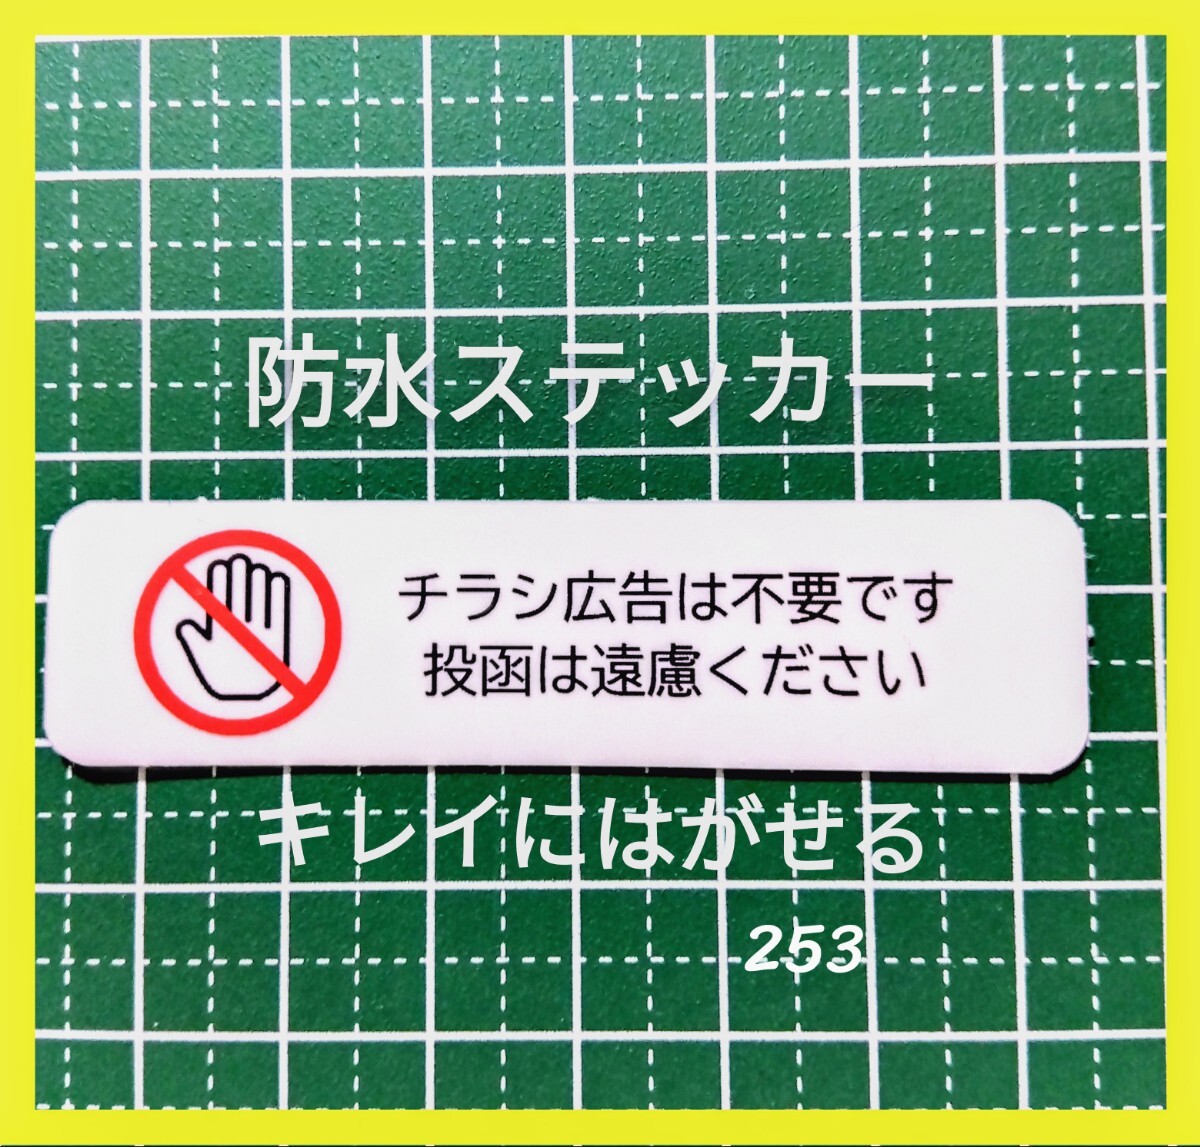 防水ステッカー
チラシ広告は不要です
投函は遠慮ください
キレイにはがせる
253